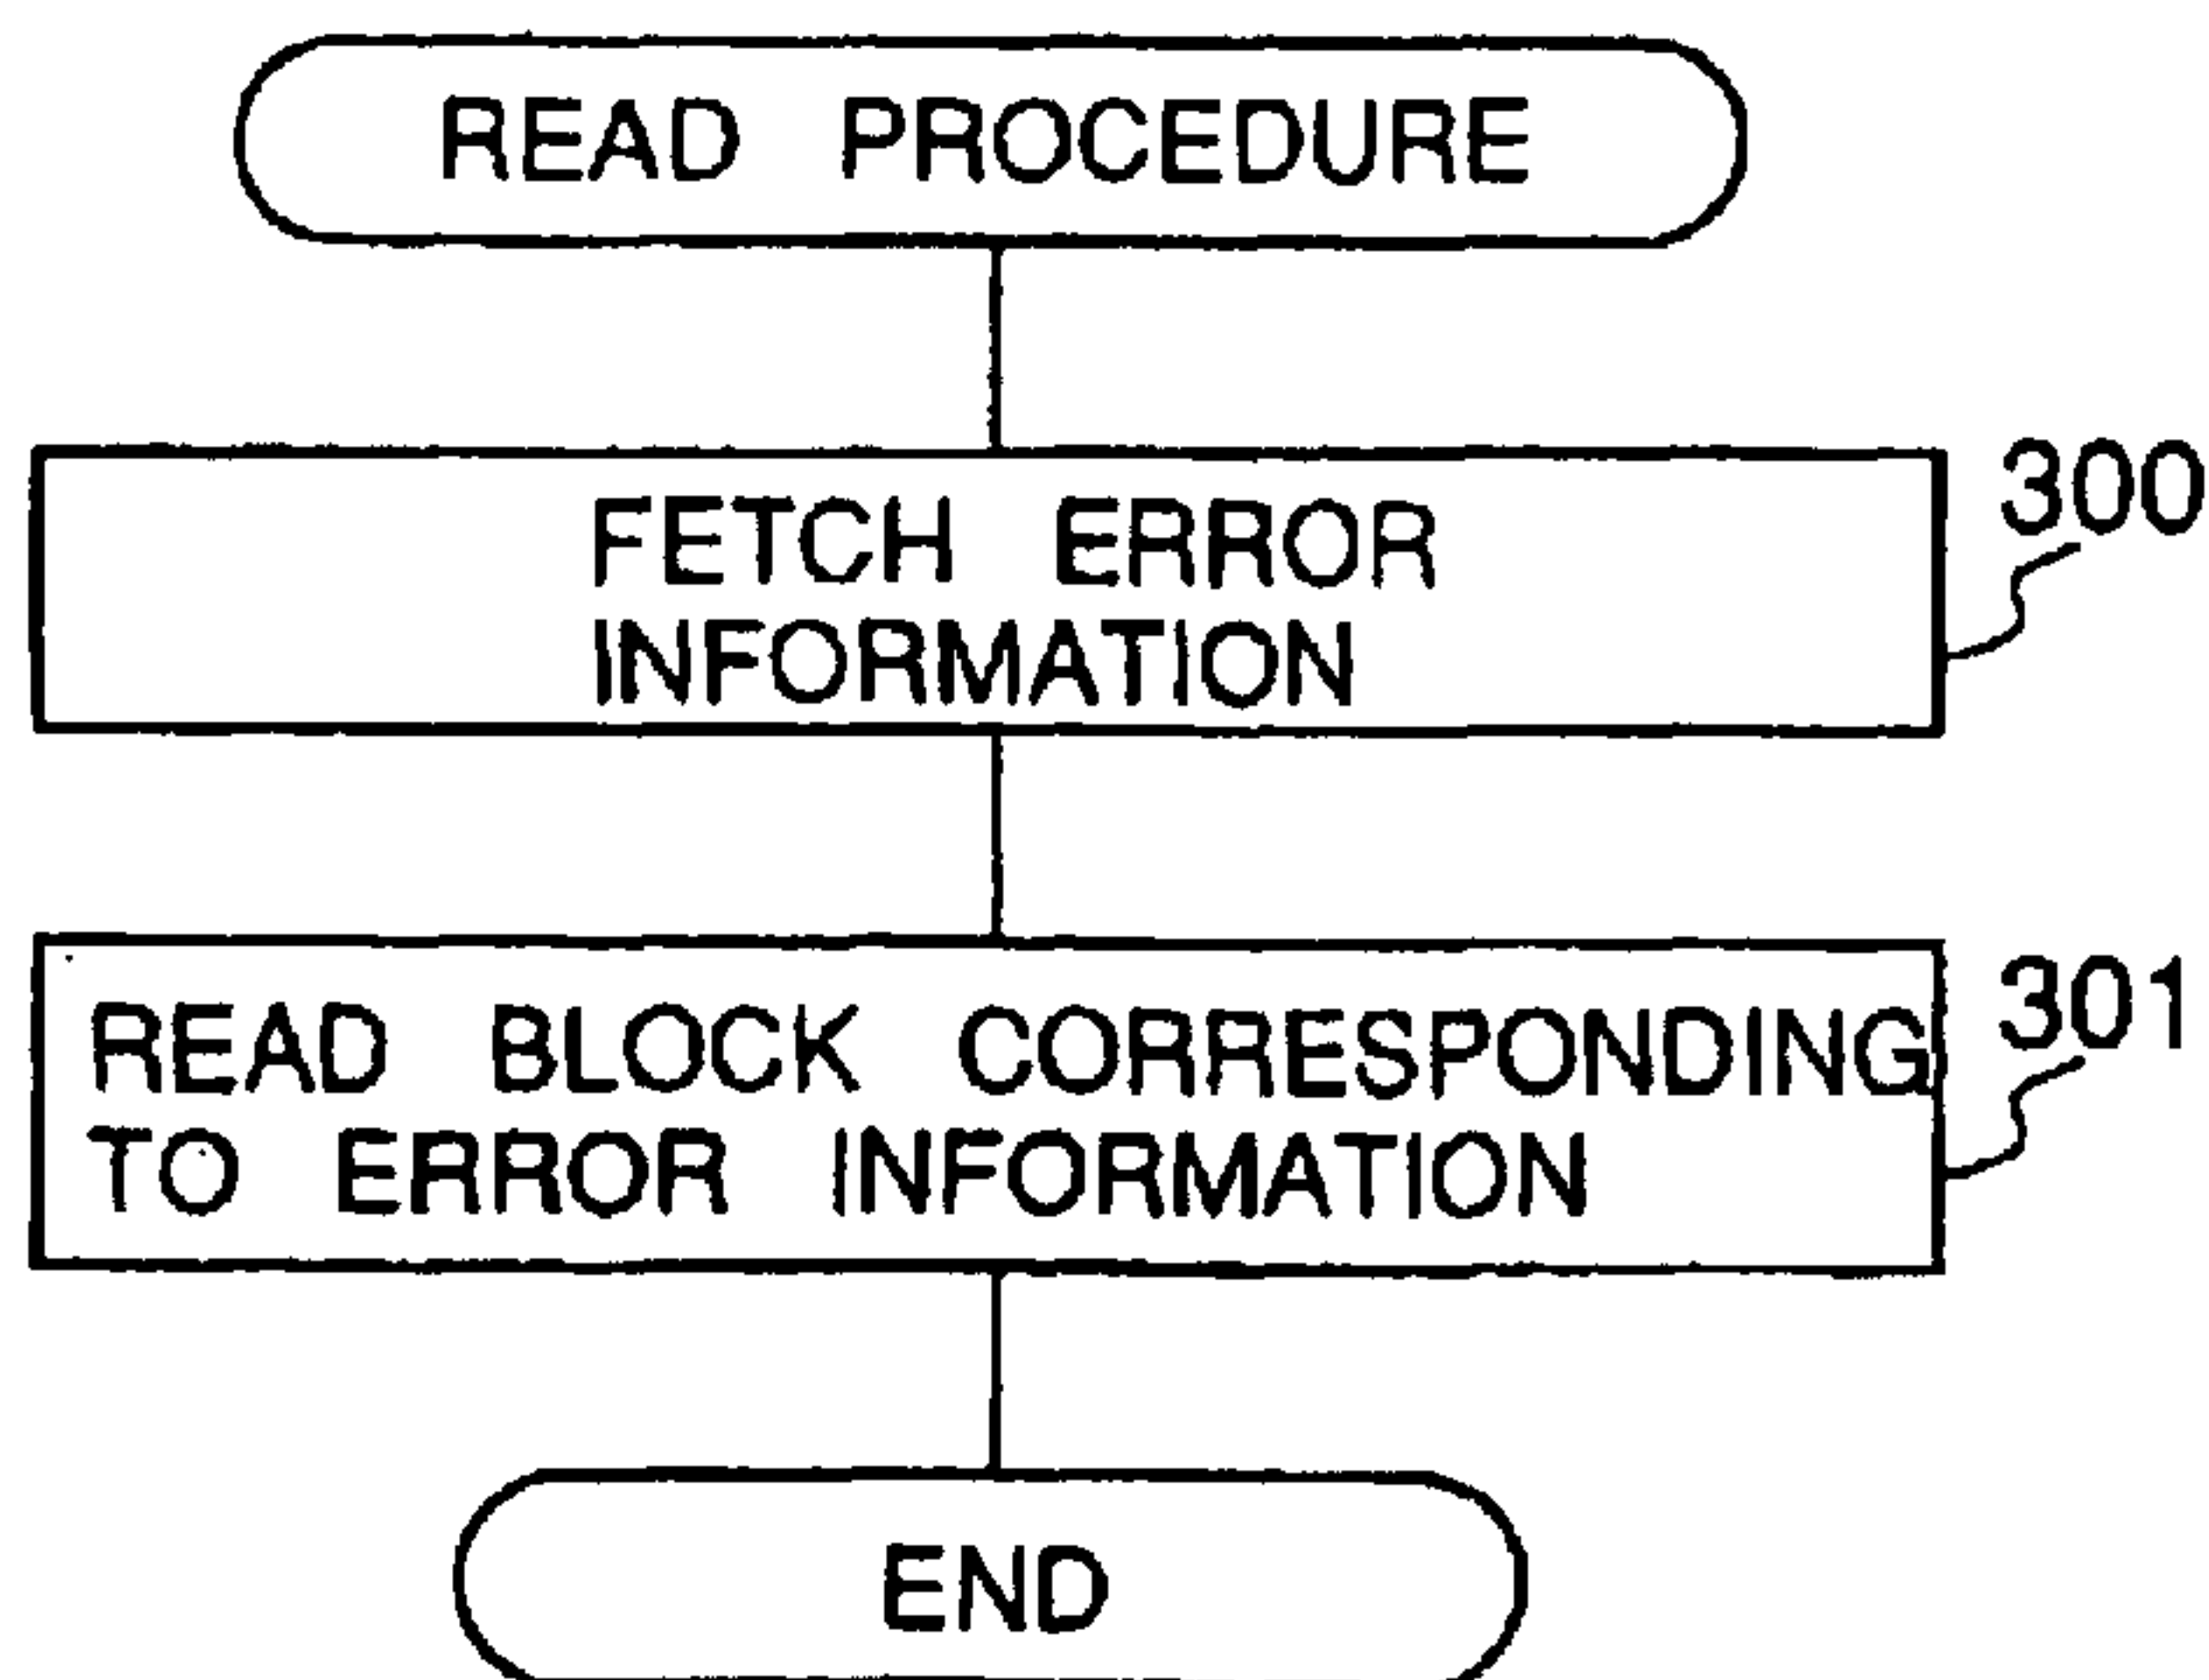 READ PROCEDURE
FETCH ERROR
INFORMATION
300
READ BLOCK CORRESPONDING
TO ERROR INFORMATION
301
END